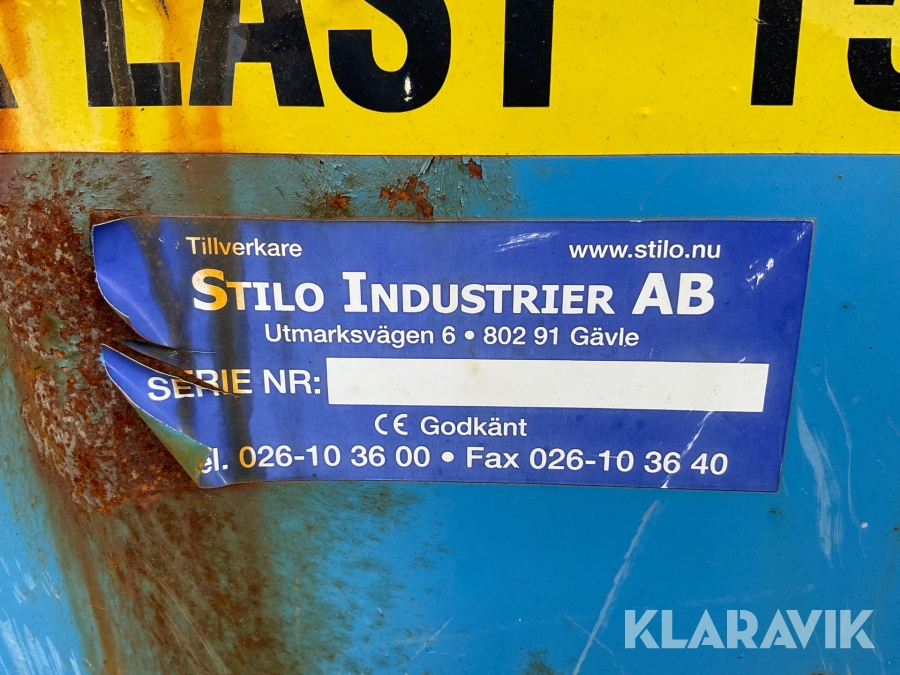 LAST
Tillverkare
www.stilo.nu
STILO INDUSTRIER AB
Utmarksvägen 6 • 802 91 Gävle
SERIE NR:
CE Godkänt
Tel. 026-10 36 00 • Fax 026-10 36 40
KLARAVIK